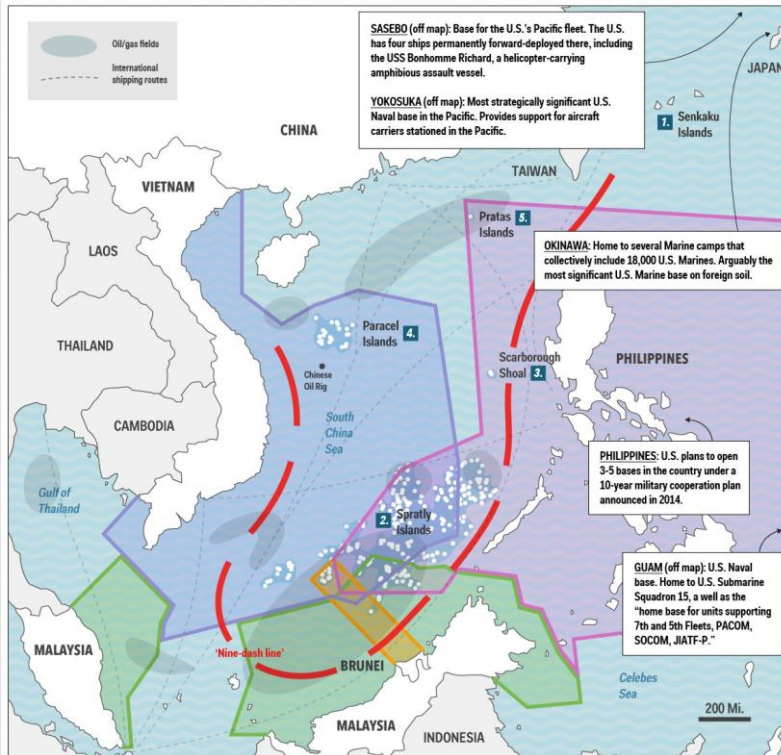 Oil/gas fields
International
shipping routes
SASEBO (off map): Base for the U.S.'s Pacific fleet. The U.S.
has four ships permanently forward-deployed there, including
the USS Bonhomme Richard, a helicopter-carrying
amphibious assault vessel.
YOKOSUKA (off map): Most strategically significant U.S.
Naval base in the Pacific. Provides support for aircraft
carriers stationed in the Pacific.
JAPAN
1. Senkaku
Islands
CHINA
TAIWAN
VIETNAM
Pratas 5.
Islands
LAOS
OKINAWA: Home to several Marine camps that
collectively include 18,000 U.S. Marines. Arguably the
most significant U.S. Marine base on foreign soil.
Paracel 4.
Islands
THAILAND
Chinese
Oil Rig
Scarborough
Shoal 3.
PHILIPPINES
CAMBODIA
South
China
Sea
PHILIPPINES: U.S. plans to open
3-5 bases in the country under a
10-year military cooperation plan
announced in 2014.
Gulf of
Thailand
2. Spratly
Islands
GUAM (off map): U.S. Naval
base. Home to U.S. Submarine
Squadron 15, a well as the
“home base for units supporting
7th and 5th Fleets, PACOM,
SOCOM, JIATF-P.”
MALAYSIA
'Nine-dash line'
BRUNEI
Celebes
Sea
200 Mi.
MALAYSIA
INDONESIA